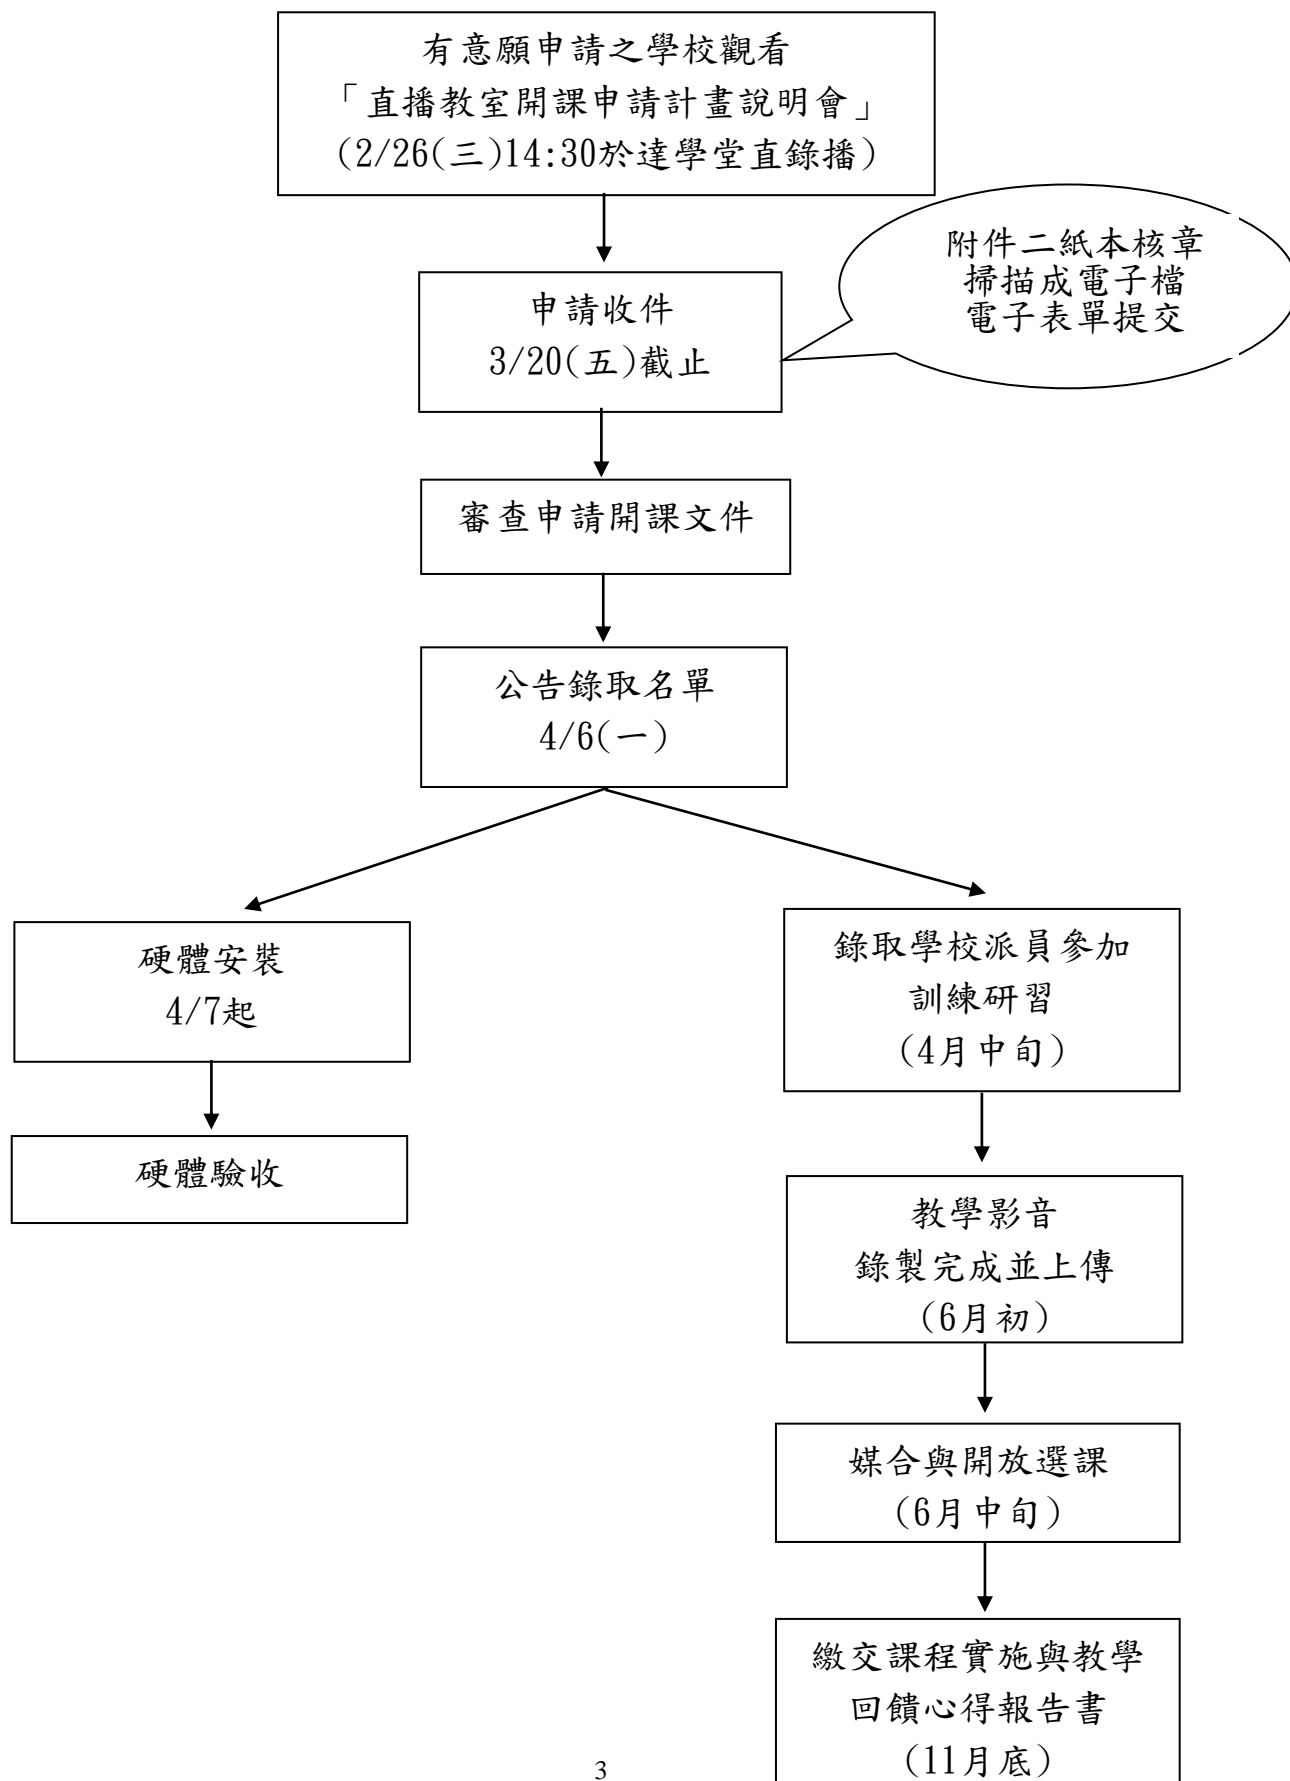 有意願申請之學校觀看
「直播教室開課申請計畫說明會」
(2/26(三)14:30於達學堂直錄播)
附件二紙本核章
掃描成電子檔
電子表單提交
申請收件
3/20(五)截止
審查申請開課文件
公告錄取名單
4/6(一)
硬體安裝
4/7起
硬體驗收
錄取學校派員參加
訓練研習
(4月中旬)
教學影音
錄製完成並上傳
(6月初)
媒合與開放選課
(6月中旬)
繳交課程實施與教學
回饋心得報告書
(11月底)
3